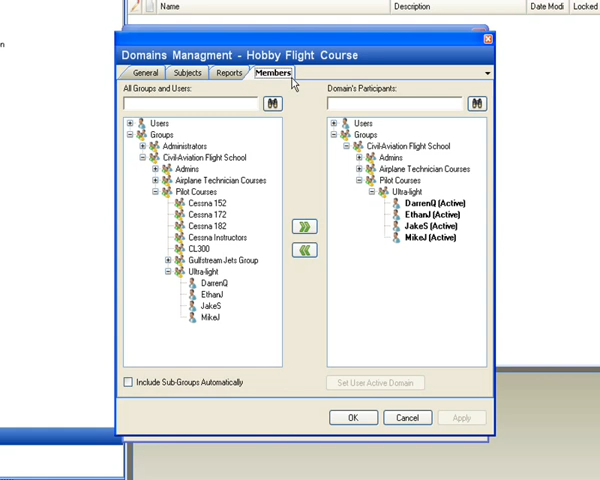 Name Description Date Modi Locked
n
Domains Managment - Hobby Flight Course
General Subjects Reports Members
All Groups and Users:
Users
Groups
Administrators
Civil-Aviation Flight School
Admins
Airplane Technician Courses
Pilot Courses
Cessna 152
Cessna 172
Cessna 182
Cessna Instructors
CL300
Gulfstream Jets Group
Ultra-light
DarrenQ
EthanJ
JakeS
MikeJ
Include Sub-Groups Automatically
Domain's Participants:
Users
Groups
Civil-Aviation Flight School
Admins
Airplane Technician Courses
Pilot Courses
Ultra-light
DarrenQ (Active)
EthanJ (Active)
JakeS (Active)
MikeJ (Active)
Set User Active Domain
OK Cancel Apply